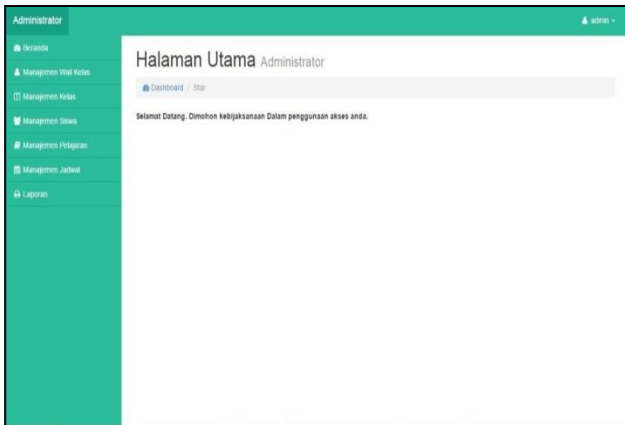 Administrator
admin
Beranda
Manajemen Wali Kelas
Manajemen Kelas
Manajemen Siswa
Manajemen Pelajaran
Manajemen Jadwal
Laporan
Halaman Utama Administrator
Dashboard / Star
Selamat Datang. Dimohon kebijaksanaan Dalam penggunaan akses anda.